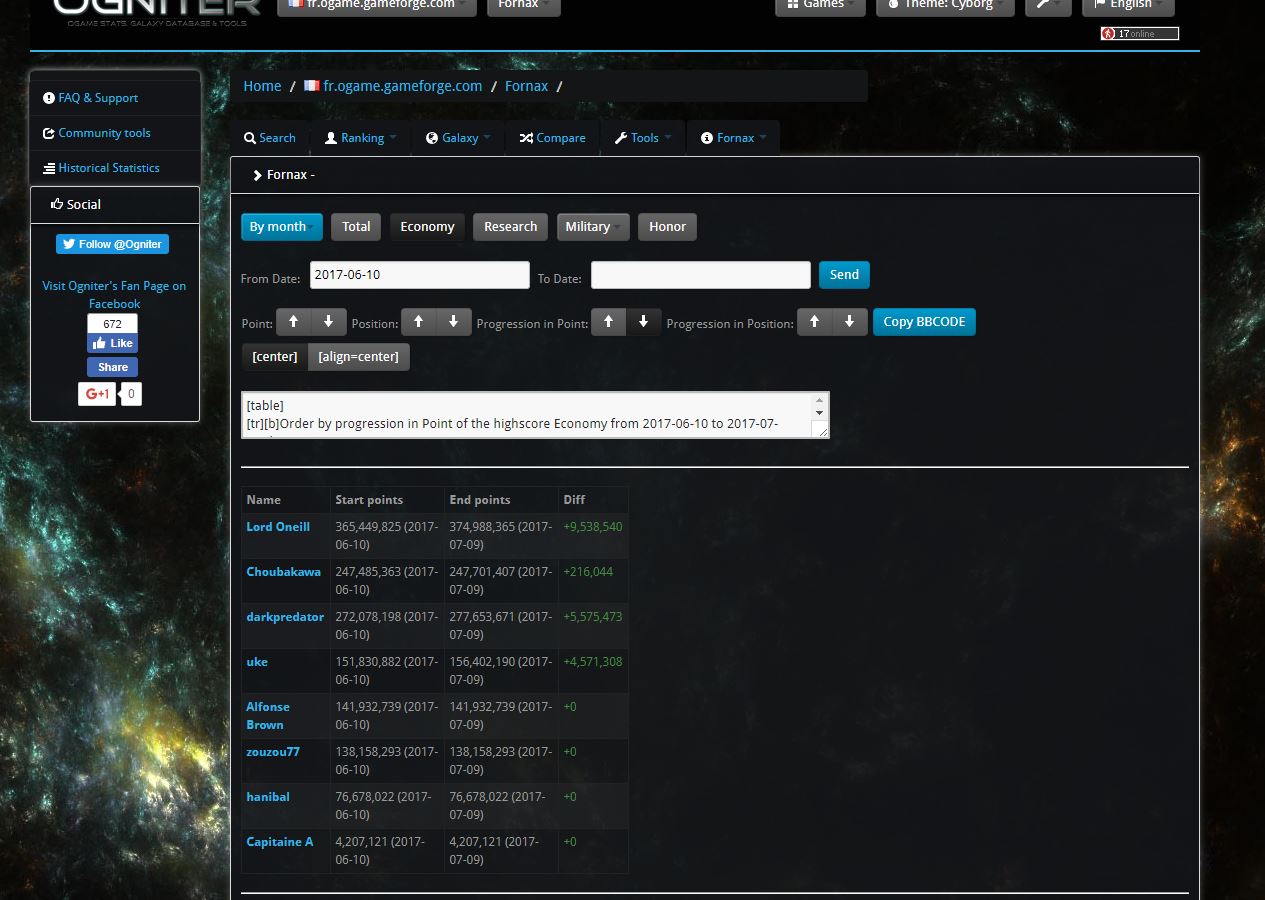 OGNITER
OGAME STATS, GALAXY DATABASE & TOOLS
fr.ogame.gameforge.com
Fornax
Games
Theme: Cyborg
English
17 online
FAQ & Support
Community tools
Historical Statistics
Social
Follow @Ogniter
Visit Ogniter's Fan Page on
Facebook
672
Like
Share
G+1 0
Home / fr.ogame.gameforge.com / Fornax /
Search Ranking Galaxy Compare Tools Fornax
Fornax -
By month Total Economy Research Military Honor
From Date: 2017-06-10 To Date: Send
Point: Position: Progression in Point: Progression in Position: Copy BBCODE
[center] [align=center]
[table]
[tr][b]Order by progression in Point of the highscore Economy from 2017-06-10 to 2017-07-
Name Start points End points Diff
Lord Oneill 365,449,825 (2017- 374,988,365 (2017- +9,538,540
06-10) 07-09)
Choubakawa 247,485,363 (2017- 247,701,407 (2017- +216,044
06-10) 07-09)
darkpredator 272,078,198 (2017- 277,653,671 (2017- +5,575,473
06-10) 07-09)
uke 151,830,882 (2017- 156,402,190 (2017- +4,571,308
06-10) 07-09)
Alfonse 141,932,739 (2017- 141,932,739 (2017- +0
Brown 06-10) 07-09)
zouzou77 138,158,293 (2017- 138,158,293 (2017- +0
06-10) 07-09)
hanibal 76,678,022 (2017- 76,678,022 (2017- +0
06-10) 07-09)
Capitaine A 4,207,121 (2017- 4,207,121 (2017- +0
06-10) 07-09)